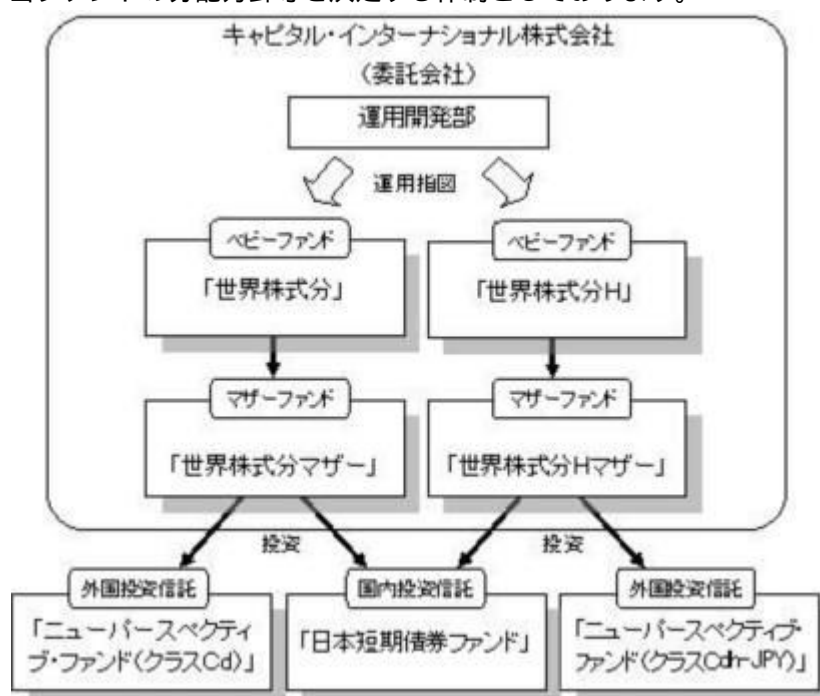 キャピタル・インターナショナル株式会社
(委託会社)
運用開発部
運用指図
ベビーファンド
ベビーファンド
「世界株式分」
「世界株式分H」
マザーファンド
マザーファンド
「世界株式分マザー」
「世界株式分Hマザー」
投資
投資
外国投資信託
国内投資信託
外国投資信託
「ニューパースペクティ
ブ・ファンド(クラスCd)」
「日本短期債券ファンド」
「ニューパースペクティブ・
ファンド(クラスCdh-JPY)」